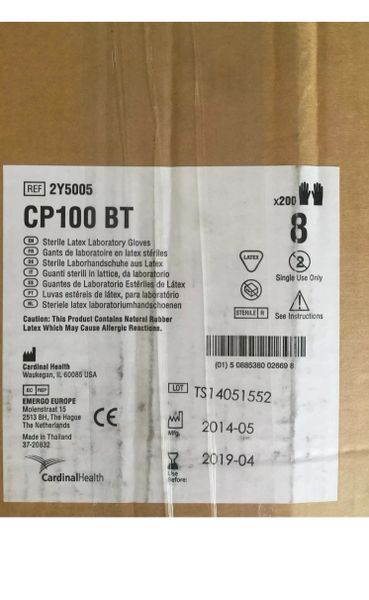 REF 2Y5005
CP100 BT
x200
8
EN Sterile Latex Laboratory Gloves
FR Gants de laboratoire en latex stériles
DE Sterile Laborhandschuhe aus Latex
IT Guanti sterili in lattice, da laboratorio
ES Guantes de Laboratorio Estériles de Látex
PT Luvas estéreis de látex, para laboratório
NL Steriele latex laboratoriumhandschoenen
Caution: This Product Contains Natural Rubber
Latex Which May Cause Allergic Reactions.
LATEX
2
Single Use Only
STERILE R
See Instructions
(01) 5 0885380 02669 8
Cardinal Health
Waukegan, IL 60085 USA
EC REP
EMERGO EUROPE
Molenstraat 15
2513 BH, The Hague
The Netherlands
CE
Made in Thailand
37-20832
CardinalHealth
LOT TS14051552
Mfg. 2014-05
Use Before: 2019-04